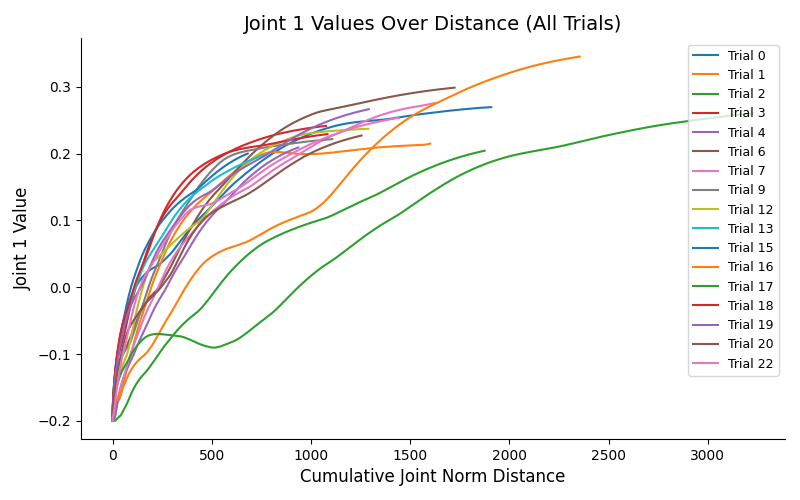 Joint 1 Values Over Distance (All Trials)
Joint 1 Value
0.3
0.2
0.1
0.0
−0.1
−0.2
0
500
1000
1500
2000
2500
3000
Cumulative Joint Norm Distance
Trial 0
Trial 1
Trial 2
Trial 3
Trial 4
Trial 6
Trial 7
Trial 9
Trial 12
Trial 13
Trial 15
Trial 16
Trial 17
Trial 18
Trial 19
Trial 20
Trial 22